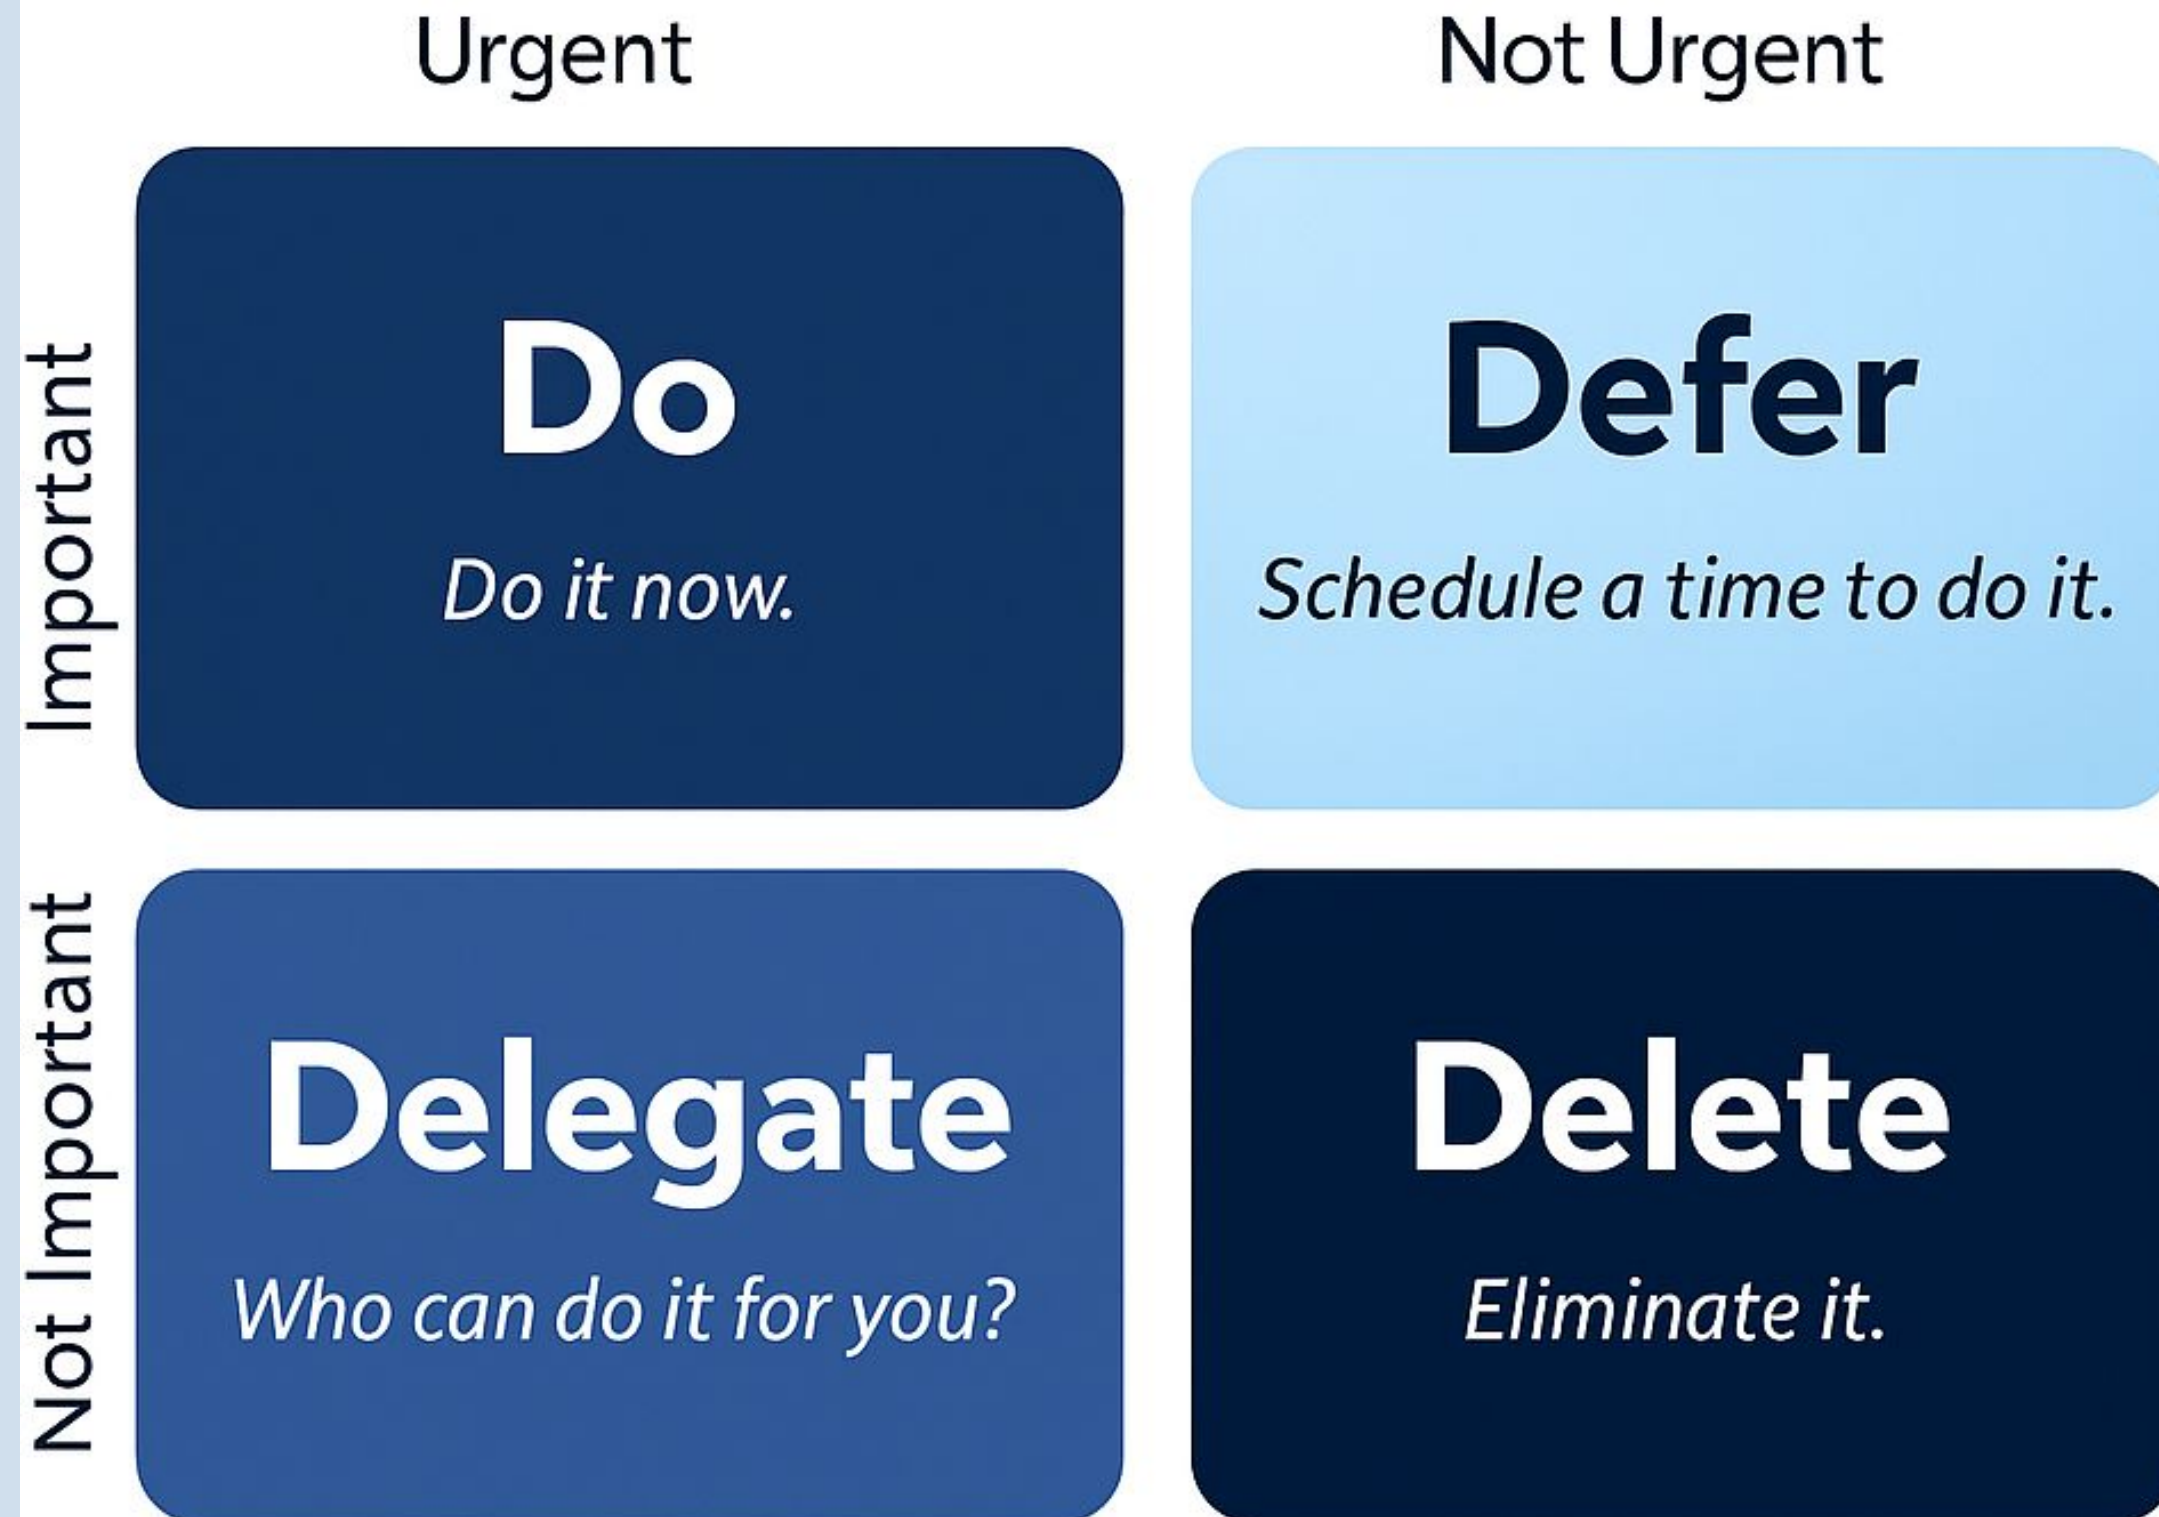 Urgent
Not Urgent
Important
Do
Do it now.
Defer
Schedule a time to do it.
Not Important
Delegate
Who can do it for you?
Delete
Eliminate it.